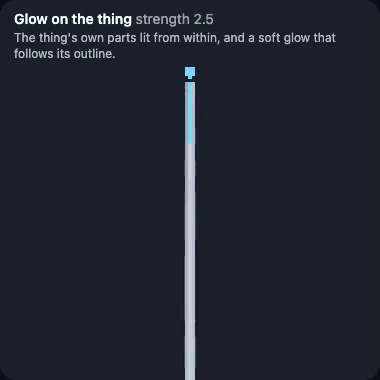 Glow on the thing strength 2.5
The thing's own parts lit from within, and a soft glow that
follows its outline.